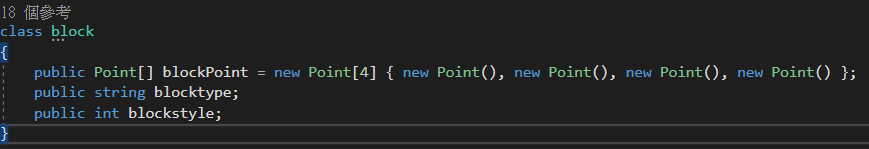 18 個參考
class block
{
public Point[] blockPoint = new Point[4] { new Point(), new Point(), new Point(), new Point() };
public string blocktype;
public int blockstyle;
}